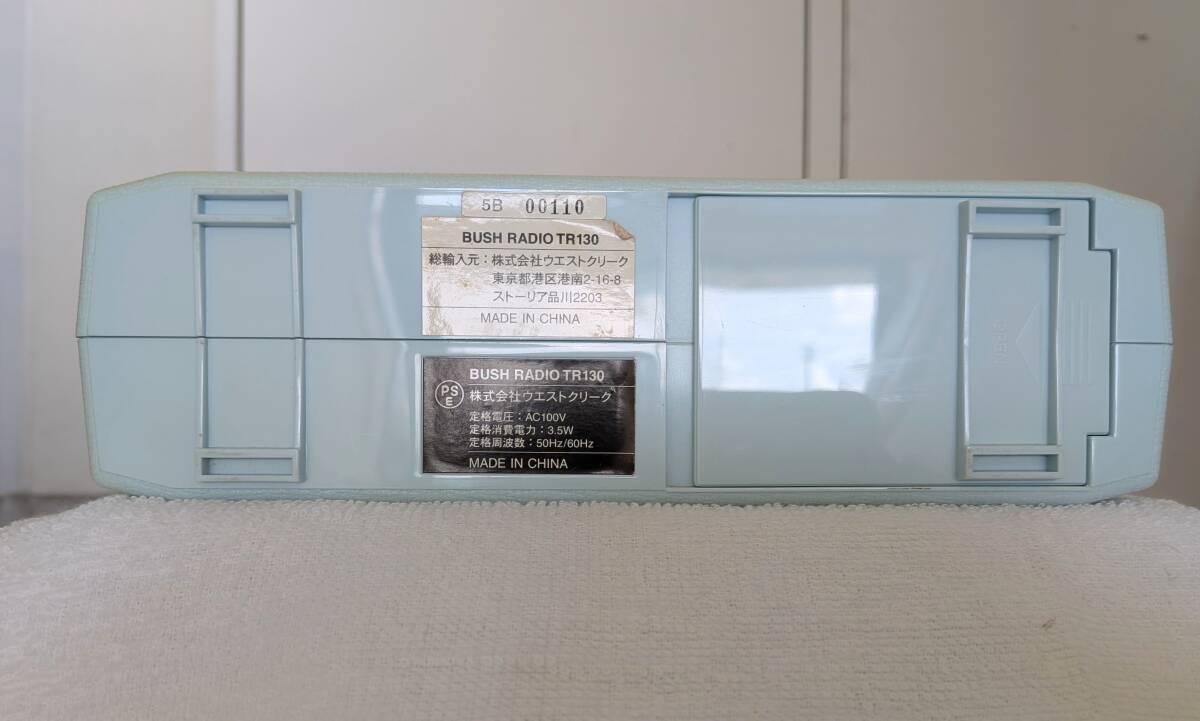 5B 00110
BUSH RADIO TR130
総輸入元：株式会社ウエストクリーク
東京都港区港南2-16-8
ストーリア品川2203
MADE IN CHINA
BUSH RADIO TR130
PS
E
株式会社ウエストクリーク
定格電圧：AC100V
定格消費電力：3.5W
定格周波数：50Hz/60Hz
MADE IN CHINA
OPEN